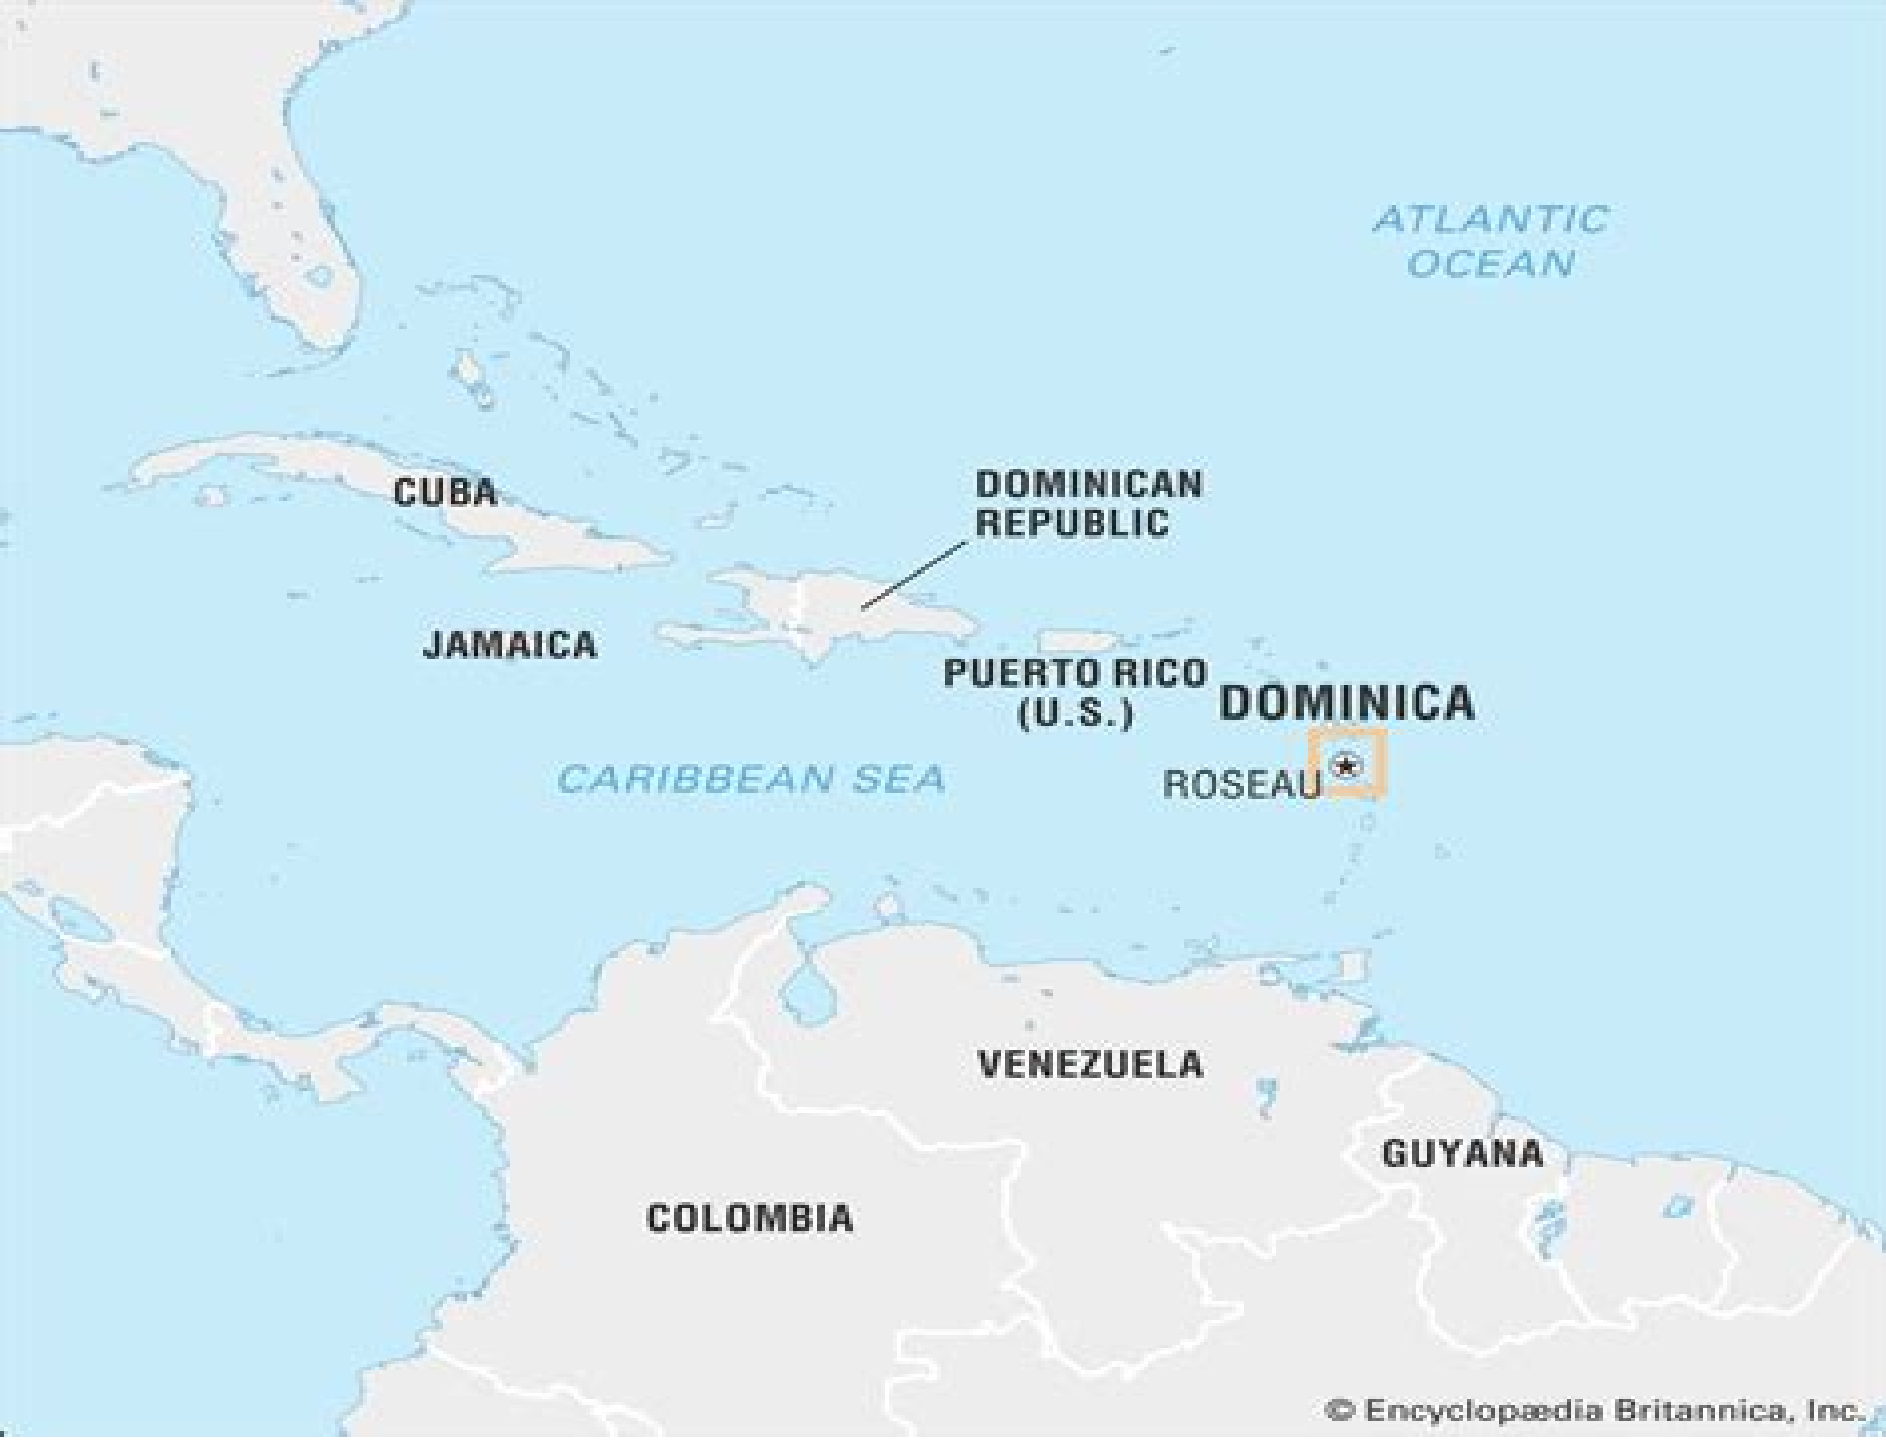 ATLANTIC
OCEAN
DOMINICAN
REPUBLIC
CUBA
JAMAICA
PUERTO RICO
(U.S.)
DOMINICA
CARIBBEAN SEA
ROSEAU
VENEZUELA
GUYANA
COLOMBIA
© Encyclopædia Britannica, Inc.